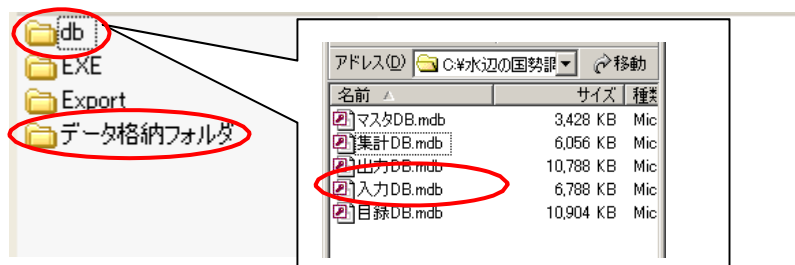 db
EXE
Export
データ格納フォルダ
アドレス(D) C:¥水辺の国勢調 移動
名前 サイズ 種類
マスタDB.mdb 3,428 KB Mic
集計DB.mdb 6,056 KB Mic
出力DB.mdb 10,788 KB Mic
入力DB.mdb 6,788 KB Mic
目録DB.mdb 10,904 KB Mic